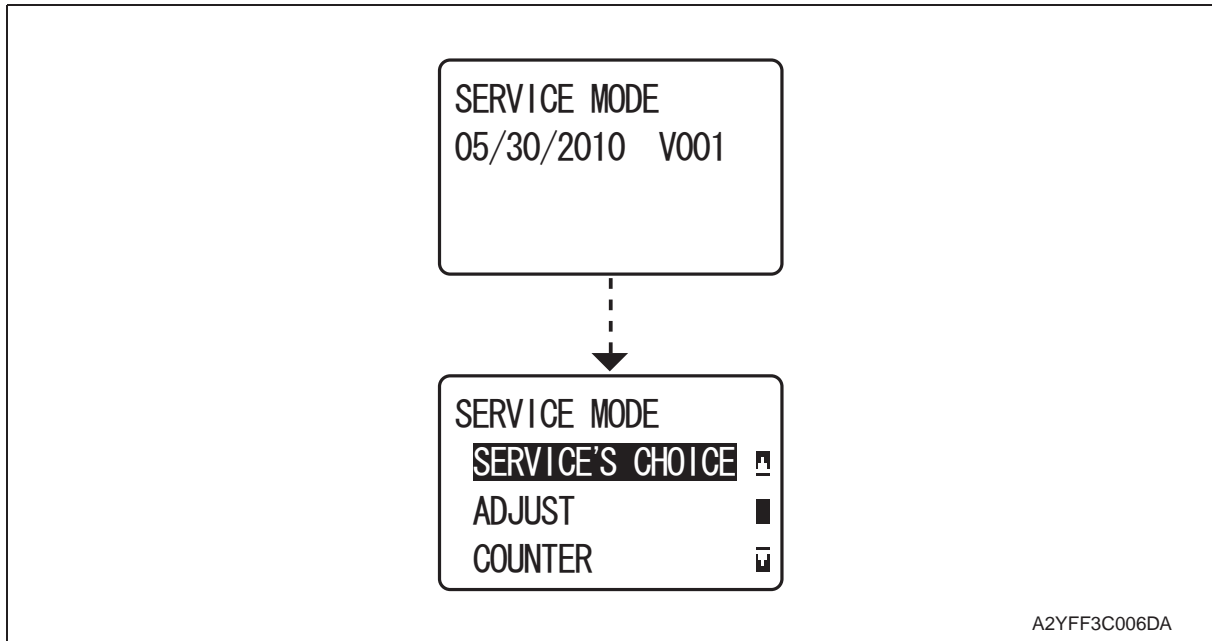 SERVICE MODE
05/30/2010 V001
SERVICE MODE
SERVICE'S CHOICE
ADJUST
COUNTER
A2YFF3C006DA